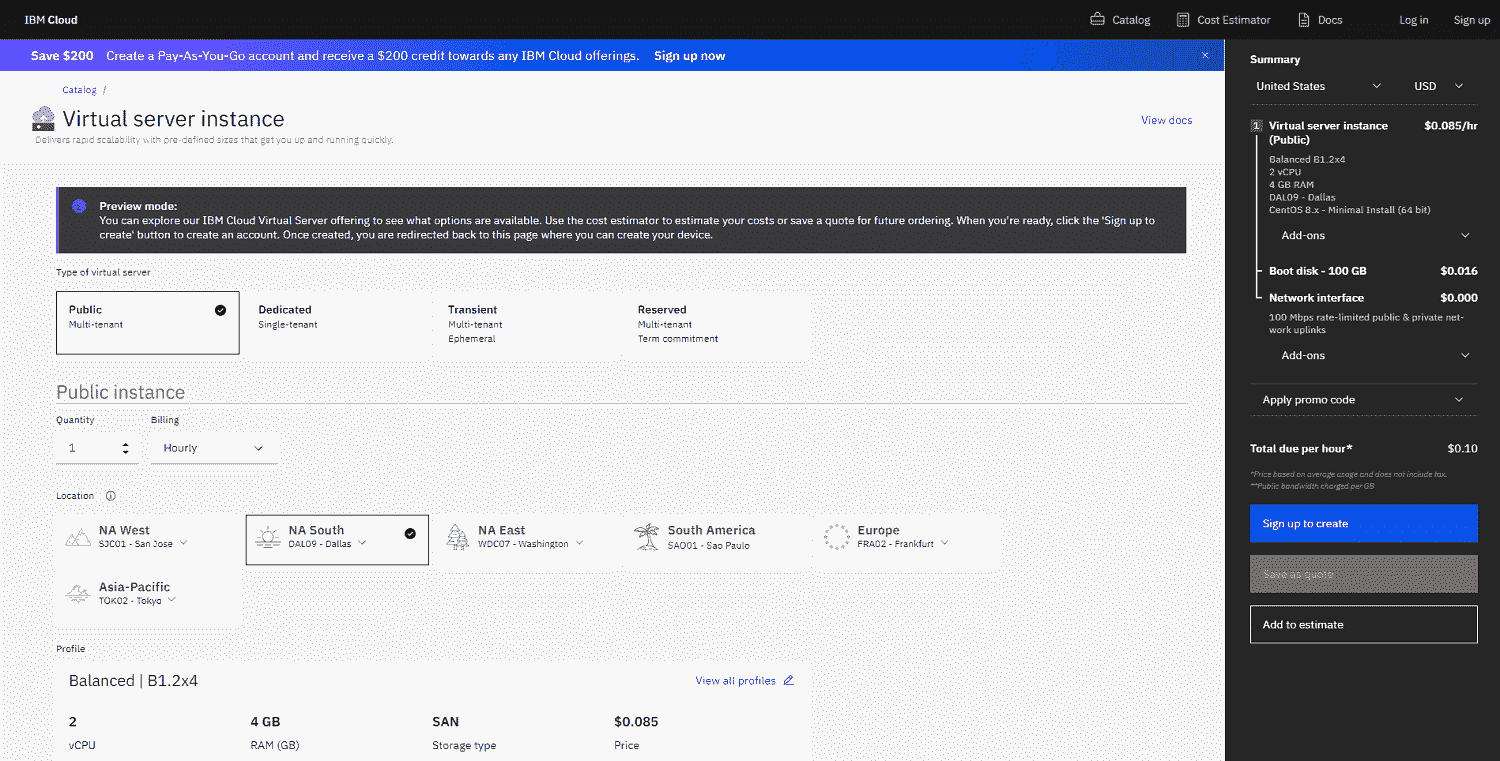 IBM Cloud
Catalog
Cost Estimator
Docs
Log in
Sign up
Save $200 Create a Pay-As-You-Go account and receive a $200 credit towards any IBM Cloud offerings. Sign up now
Catalog /
Virtual server instance
Delivers rapid scalability with pre-defined sizes that get you up and running quickly.
View docs
Preview mode:
You can explore our IBM Cloud Virtual Server offering to see what options are available. Use the cost estimator to estimate your costs or save a quote for future ordering. When you're ready, click the 'Sign up to
create' button to create an account. Once created, you are redirected back to this page where you can create your device.
Type of virtual server
Public
Multi-tenant
Dedicated
Single-tenant
Transient
Multi-tenant
Ephemeral
Reserved
Multi-tenant
Term commitment
Public instance
Quantity
1
Billing
Hourly
Location
NA West
SJC01 - San Jose
NA South
DAL09 - Dallas
NA East
WDC07 - Washington
South America
SAO01 - Sao Paulo
Europe
FRA02 - Frankfurt
Asia-Pacific
TOK02 - Tokyo
Profile
Balanced | B1.2x4
View all profiles
2
vCPU
4 GB
RAM (GB)
SAN
Storage type
$0.085
Price
Summary
United States
USD
1 Virtual server instance $0.085/hr
(Public)
Balanced B1.2x4
2 vCPU
4 GB RAM
DAL09 - Dallas
CentOS 8.x - Minimal Install (64 bit)
Add-ons
Boot disk - 100 GB $0.016
Network interface $0.000
100 Mbps rate-limited public & private net-
work uplinks
Add-ons
Apply promo code
Total due per hour* $0.10
*Price based on average usage and does not include tax.
**Public bandwidth charged per GB
Sign up to create
Save as quote
Add to estimate